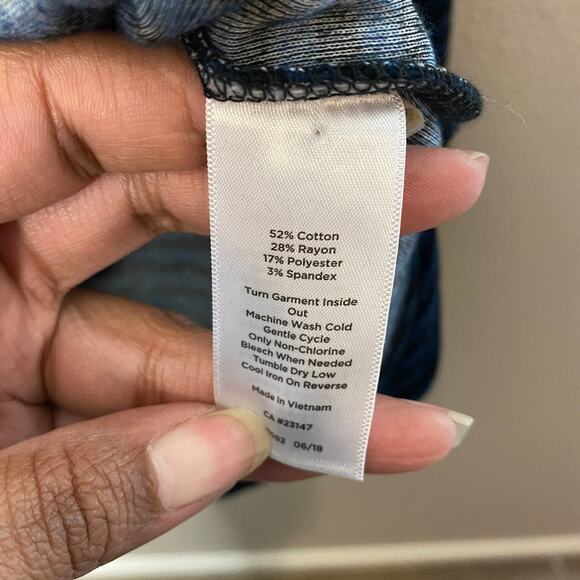 52% Cotton
28% Rayon
17% Polyester
3% Spandex
Turn Garment Inside
Out
Machine Wash Cold
Gentle Cycle
Only Non-Chlorine
Bleach When Needed
Tumble Dry Low
Cool Iron On Reverse
Made In Vietnam
CA #23147
06/18